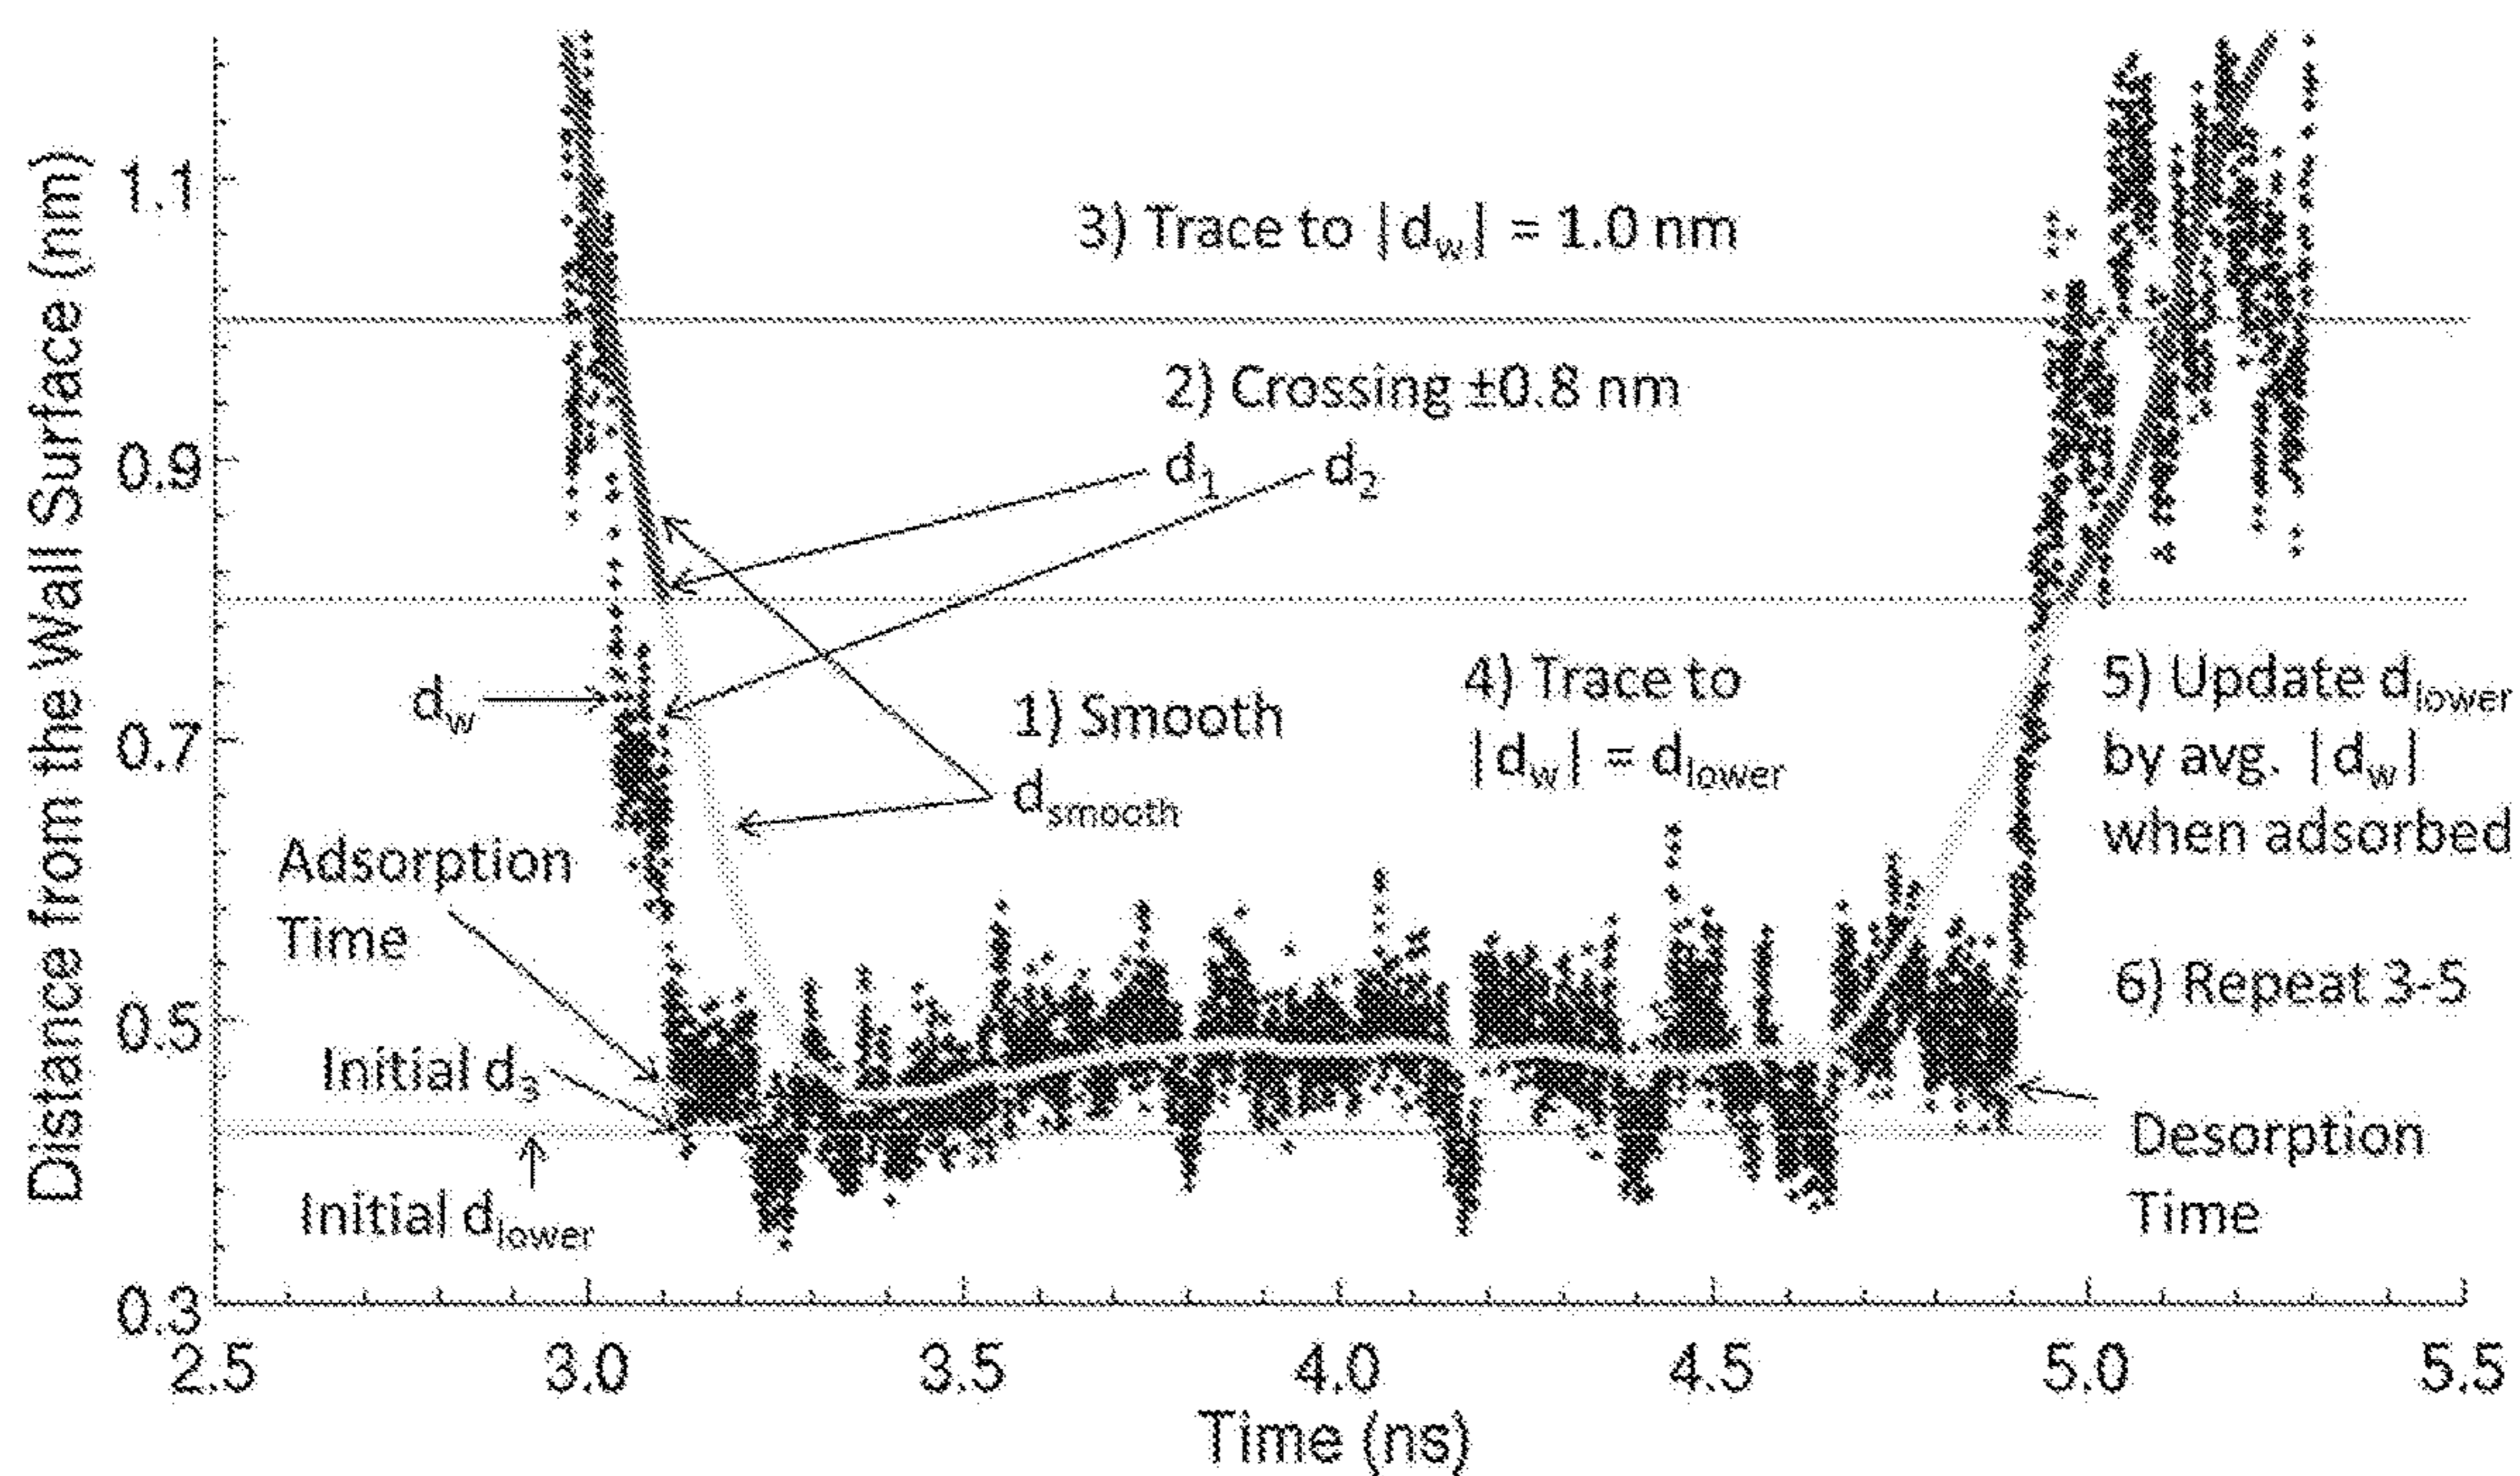 Distance from the Wall Surface (nm)
1.1
0.9
0.7
0.5
0.3
3) Trace to |dw| = 1.0 nm
2) Crossing ±0.8 nm
d1
d2
dw
1) Smooth
dsmooth
4) Trace to
|dw| = dlower
5) Update dlower
by avg. |dw|
when adsorbed
6) Repeat 3-5
Adsorption
Time
Initial d3
Initial dlower
Desorption
Time
2.5 3.0 3.5 4.0 4.5 5.0 5.5
Time (ns)